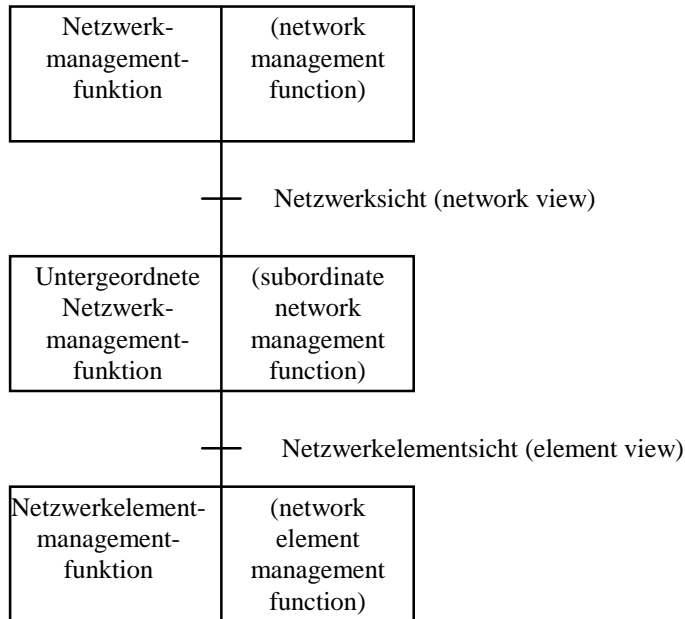 Netzwerk-
management-
funktion
(network
management
function)
Netzwerksicht (network view)
Untergeordnete
Netzwerk-
management-
funktion
(subordinate
network
management
function)
Netzwerkelementsicht (element view)
Netzwerkelement-
management-
funktion
(network
element
management
function)